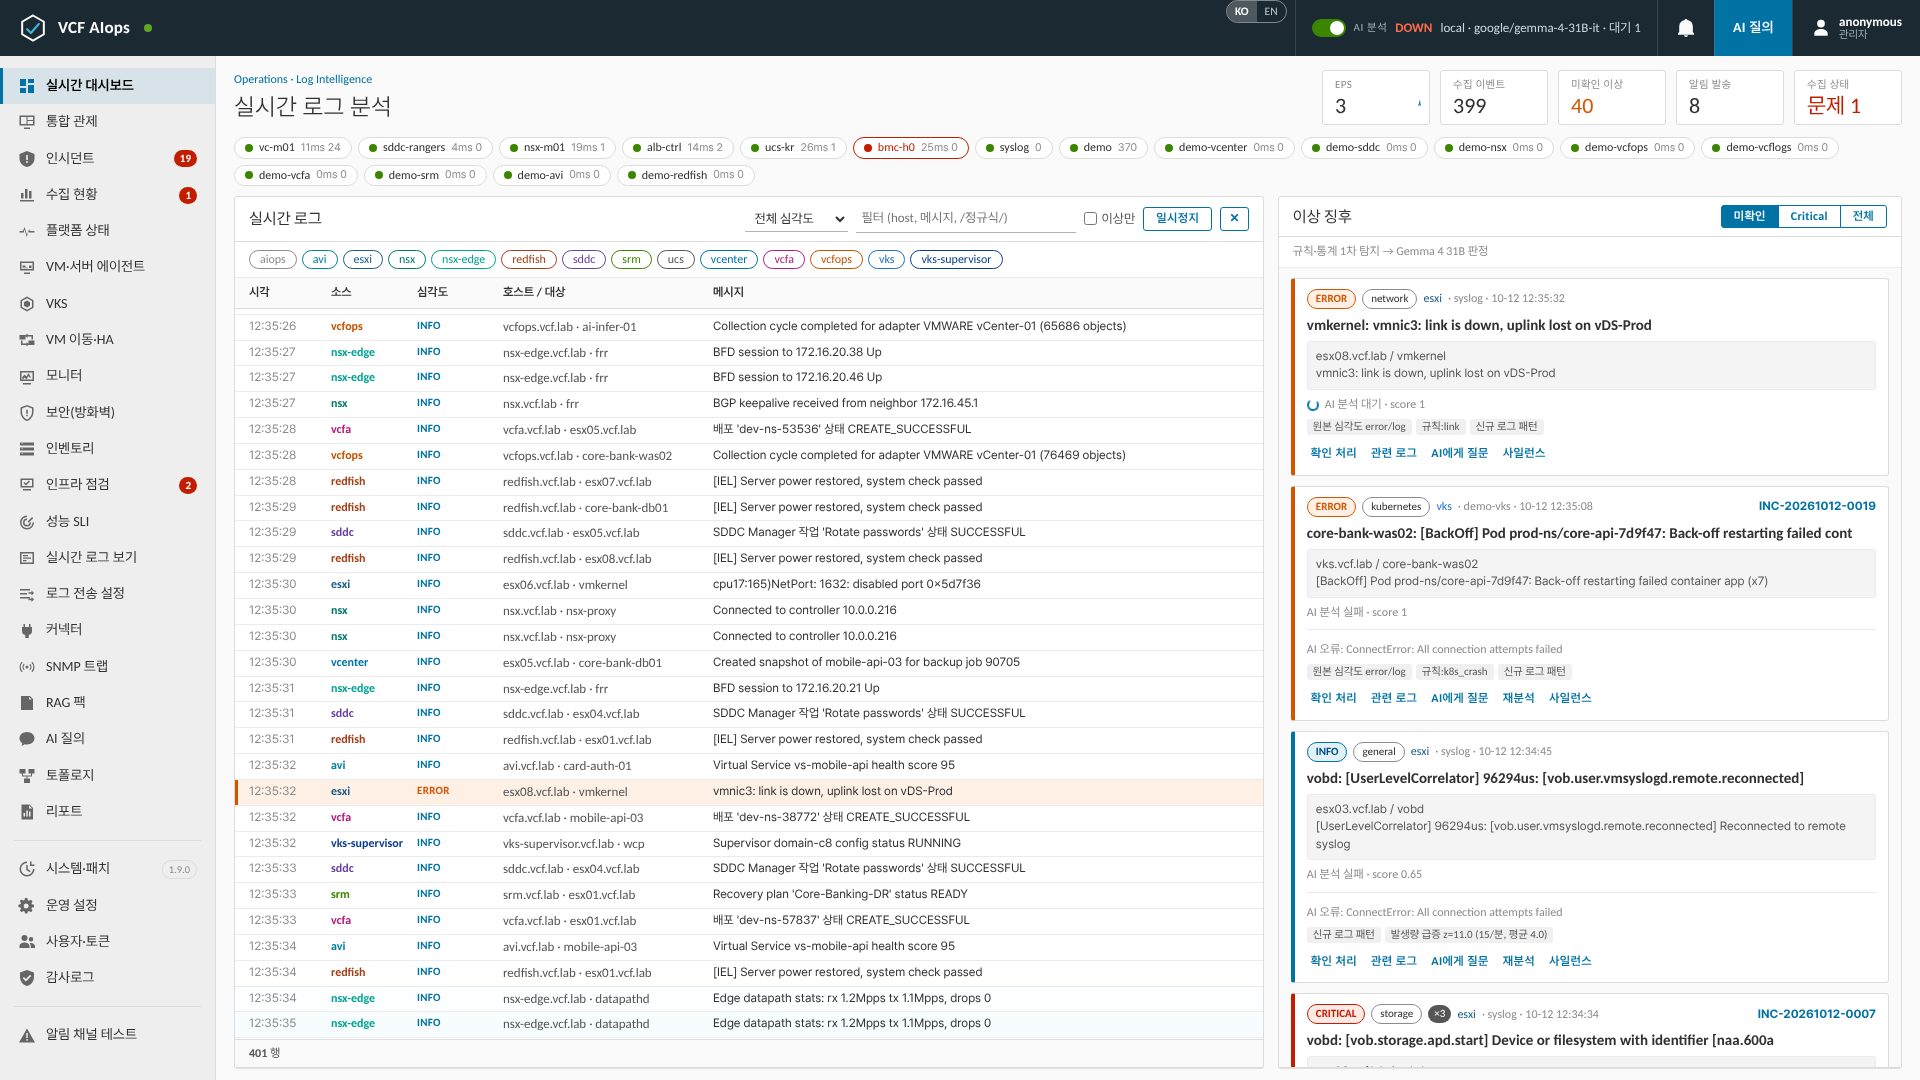 VCF AIops
KO EN
AI 분석 DOWN local · google/gemma-4-31B-it · 대기 1
AI 질의
anonymous
관리자
실시간 대시보드
통합 관제
인시던트 19
수집 현황 1
플랫폼 상태
VM·서버 에이전트
VKS
VM 이동·HA
모니터
보안(방화벽)
인벤토리
인프라 점검 2
성능 SLI
실시간 로그 보기
로그 전송 설정
커넥터
SNMP 트랩
RAG 팩
AI 질의
토폴로지
리포트
시스템·패치 1.9.0
운영 설정
사용자·토큰
감사로그
알림 채널 테스트
Operations · Log Intelligence
실시간 로그 분석
EPS
3
수집 이벤트
399
미확인 이상
40
알림 발송
8
수집 상태
문제 1
vc-m01 11ms 24
sddc-rangers 4ms 0
nsx-m01 19ms 1
alb-ctrl 14ms 2
ucs-kr 26ms 1
bmc-h0 25ms 0
syslog 0
demo 370
demo-vcenter 0ms 0
demo-sddc 0ms 0
demo-nsx 0ms 0
demo-vcfops 0ms 0
demo-vcflogs 0ms 0
demo-vcfa 0ms 0
demo-srm 0ms 0
demo-avi 0ms 0
demo-redfish 0ms 0
실시간 로그
전체 심각도
필터 (host, 메시지, /정규식/)
이상만
일시정지
✕
aiops avi esxi nsx nsx-edge redfish sddc srm ucs vcenter vcfa vcfops vks vks-supervisor
시각 소스 심각도 호스트 / 대상 메시지
12:35:26 vcfops INFO vcfops.vcf.lab · ai-infer-01 Collection cycle completed for adapter VMWARE vCenter-01 (65686 objects)
12:35:27 nsx-edge INFO nsx-edge.vcf.lab · frr BFD session to 172.16.20.38 Up
12:35:27 nsx-edge INFO nsx-edge.vcf.lab · frr BFD session to 172.16.20.46 Up
12:35:27 nsx INFO nsx.vcf.lab · frr BGP keepalive received from neighbor 172.16.45.1
12:35:28 vcfa INFO vcfa.vcf.lab · esx05.vcf.lab 배포 'dev-ns-53536' 상태 CREATE_SUCCESSFUL
12:35:28 vcfops INFO vcfops.vcf.lab · core-bank-was02 Collection cycle completed for adapter VMWARE vCenter-01 (76469 objects)
12:35:28 redfish INFO redfish.vcf.lab · esx07.vcf.lab [IEL] Server power restored, system check passed
12:35:29 redfish INFO redfish.vcf.lab · core-bank-db01 [IEL] Server power restored, system check passed
12:35:29 sddc INFO sddc.vcf.lab · esx05.vcf.lab SDDC Manager 작업 'Rotate passwords' 상태 SUCCESSFUL
12:35:29 redfish INFO redfish.vcf.lab · esx08.vcf.lab [IEL] Server power restored, system check passed
12:35:30 esxi INFO esx06.vcf.lab · vmkernel cpu17:165)NetPort: 1632: disabled port 0x5d7f36
12:35:30 nsx INFO nsx.vcf.lab · nsx-proxy Connected to controller 10.0.0.216
12:35:30 nsx INFO nsx.vcf.lab · nsx-proxy Connected to controller 10.0.0.216
12:35:30 vcenter INFO esx05.vcf.lab · core-bank-db01 Created snapshot of mobile-api-03 for backup job 90705
12:35:31 nsx-edge INFO nsx-edge.vcf.lab · frr BFD session to 172.16.20.21 Up
12:35:31 sddc INFO sddc.vcf.lab · esx04.vcf.lab SDDC Manager 작업 'Rotate passwords' 상태 SUCCESSFUL
12:35:31 redfish INFO redfish.vcf.lab · esx01.vcf.lab [IEL] Server power restored, system check passed
12:35:32 avi INFO avi.vcf.lab · card-auth-01 Virtual Service vs-mobile-api health score 95
12:35:32 esxi ERROR esx08.vcf.lab · vmkernel vmnic3: link is down, uplink lost on vDS-Prod
12:35:32 vcfa INFO vcfa.vcf.lab · mobile-api-03 배포 'dev-ns-38772' 상태 CREATE_SUCCESSFUL
12:35:32 vks-supervisor INFO vks-supervisor.vcf.lab · wcp Supervisor domain-c8 config status RUNNING
12:35:33 sddc INFO sddc.vcf.lab · esx04.vcf.lab SDDC Manager 작업 'Rotate passwords' 상태 SUCCESSFUL
12:35:33 srm INFO srm.vcf.lab · esx01.vcf.lab Recovery plan 'Core-Banking-DR' status READY
12:35:33 vcfa INFO vcfa.vcf.lab · esx01.vcf.lab 배포 'dev-ns-57837' 상태 CREATE_SUCCESSFUL
12:35:34 avi INFO avi.vcf.lab · mobile-api-03 Virtual Service vs-mobile-api health score 95
12:35:34 redfish INFO redfish.vcf.lab · esx01.vcf.lab [IEL] Server power restored, system check passed
12:35:34 nsx-edge INFO nsx-edge.vcf.lab · datapathd Edge datapath stats: rx 1.2Mpps tx 1.1Mpps, drops 0
12:35:35 nsx-edge INFO nsx-edge.vcf.lab · datapathd Edge datapath stats: rx 1.2Mpps tx 1.1Mpps, drops 0
401 행
이상 징후
미확인 Critical 전체
규칙·통계 1차 탐지 → Gemma 4 31B 판정
ERROR network esxi · syslog · 10-12 12:35:32
vmkernel: vmnic3: link is down, uplink lost on vDS-Prod
esx08.vcf.lab / vmkernel
vmnic3: link is down, uplink lost on vDS-Prod
AI 분석 대기 · score 1
원본 심각도 error/log 규칙:link 신규 로그 패턴
확인 처리 관련 로그 AI에게 질문 사일런스
ERROR kubernetes vks · demo-vks · 10-12 12:35:08 INC-20261012-0019
core-bank-was02: [BackOff] Pod prod-ns/core-api-7d9f47: Back-off restarting failed cont
vks.vcf.lab / core-bank-was02
[BackOff] Pod prod-ns/core-api-7d9f47: Back-off restarting failed container app (x7)
AI 분석 실패 · score 1
AI 오류: ConnectError: All connection attempts failed
원본 심각도 error/log 규칙:k8s_crash 신규 로그 패턴
확인 처리 관련 로그 AI에게 질문 재분석 사일런스
INFO general esxi · syslog · 10-12 12:34:45
vobd: [UserLevelCorrelator] 96294us: [vob.user.vmsyslogd.remote.reconnected]
esx03.vcf.lab / vobd
[UserLevelCorrelator] 96294us: [vob.user.vmsyslogd.remote.reconnected] Reconnected to remote
syslog
AI 분석 실패 · score 0.65
AI 오류: ConnectError: All connection attempts failed
신규 로그 패턴 발생량 급증 z=11.0 (15/분, 평균 4.0)
확인 처리 관련 로그 AI에게 질문 재분석 사일런스
CRITICAL storage ×3 esxi · syslog · 10-12 12:34:34 INC-20261012-0007
vobd: [vob.storage.apd.start] Device or filesystem with identifier [naa.600a